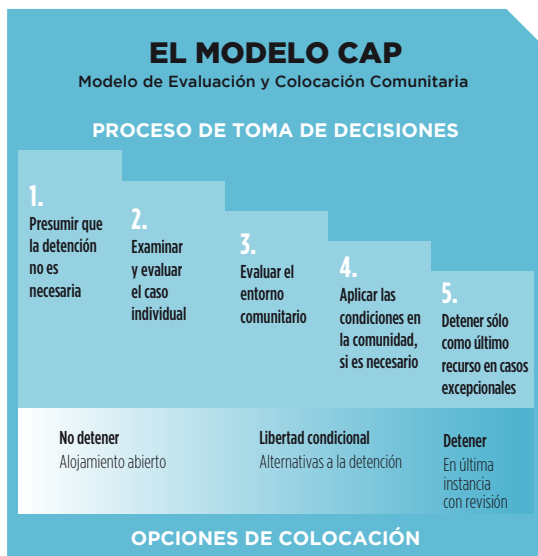 EL MODELO CAP
Modelo de Evaluación y Colocación Comunitaria
PROCESO DE TOMA DE DECISIONES
1.
Presumir que
la detención
no es
necesaria
2.
Examinar
y evaluar
el caso
individual
3.
Evaluar el
entorno
comunitario
4.
Aplicar las
condiciones en
la comunidad,
si es necesario
5.
Detener sólo
como último
recurso en casos
excepcionales
No detener
Alojamiento abierto
Libertad condicional
Alternativas a la detención
Detener
En última
instancia
con revisión
OPCIONES DE COLOCACIÓN